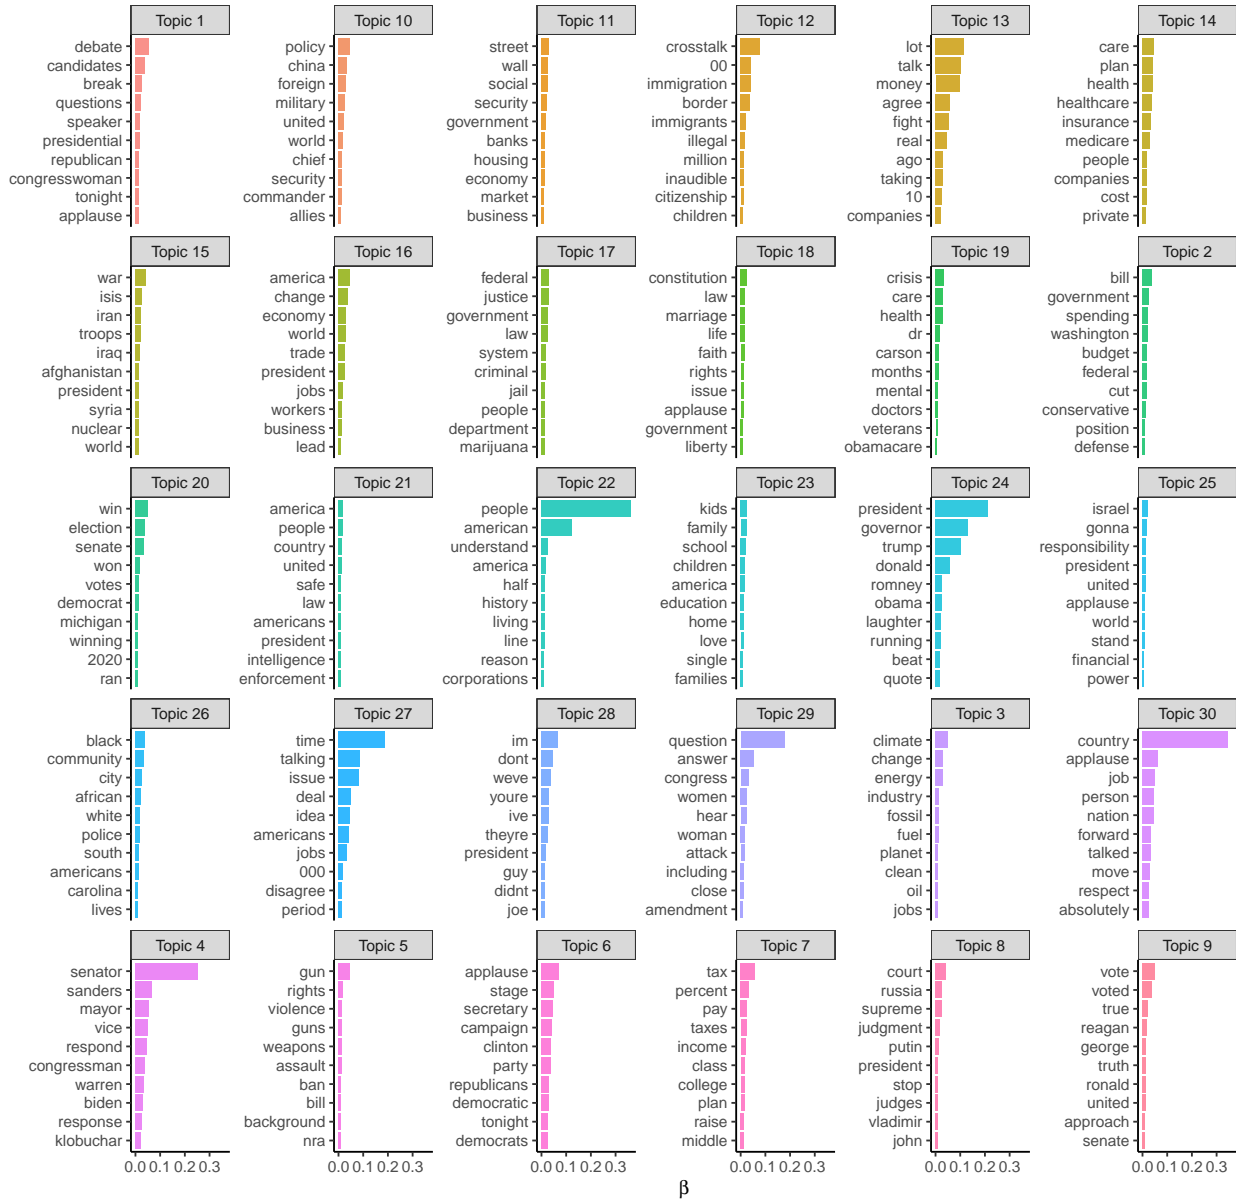 Topic 1
debate
candidates
break
questions
speaker
presidential
republican
congresswoman
tonight
applause
Topic 10
policy
china
foreign
military
united
world
chief
security
commander
allies
Topic 11
street
wall
social
security
government
banks
housing
economy
market
business
Topic 12
crosstalk
00
immigration
border
immigrants
illegal
million
inaudible
citizenship
children
Topic 13
lot
talk
money
agree
fight
real
ago
taking
10
companies
Topic 14
care
plan
health
healthcare
insurance
medicare
people
companies
cost
private
Topic 15
war
isis
iran
troops
iraq
afghanistan
president
syria
nuclear
world
Topic 16
america
change
economy
world
trade
president
jobs
workers
business
lead
Topic 17
federal
justice
government
law
system
criminal
jail
people
department
marijuana
Topic 18
constitution
law
marriage
life
faith
rights
issue
applause
government
liberty
Topic 19
crisis
care
health
dr
carson
months
mental
doctors
veterans
obamacare
Topic 2
bill
government
spending
washington
budget
federal
cut
conservative
position
defense
Topic 20
win
election
senate
won
votes
democrat
michigan
winning
2020
ran
Topic 21
america
people
country
united
safe
law
americans
president
intelligence
enforcement
Topic 22
people
american
understand
america
half
history
living
line
reason
corporations
Topic 23
kids
family
school
children
america
education
home
love
single
families
Topic 24
president
governor
trump
donald
romney
obama
laughter
running
beat
quote
Topic 25
israel
gonna
responsibility
president
united
applause
world
stand
financial
power
Topic 26
black
community
city
african
white
police
south
americans
carolina
lives
Topic 27
time
talking
issue
deal
idea
americans
jobs
000
disagree
period
Topic 28
im
dont
weve
youre
ive
theyre
president
guy
didnt
joe
Topic 29
question
answer
congress
women
hear
woman
attack
including
close
amendment
Topic 3
climate
change
energy
industry
fossil
fuel
planet
clean
oil
jobs
Topic 30
country
applause
job
person
nation
forward
talked
move
respect
absolutely
Topic 4
senator
sanders
mayor
vice
respond
congressman
warren
biden
response
klobuchar
0.0 0.1 0.2 0.3
Topic 5
gun
rights
violence
guns
weapons
assault
ban
bill
background
nra
0.0 0.1 0.2 0.3
Topic 6
applause
stage
secretary
campaign
clinton
party
republicans
democratic
tonight
democrats
0.0 0.1 0.2 0.3
Topic 7
tax
percent
pay
taxes
income
class
college
plan
raise
middle
0.0 0.1 0.2 0.3
Topic 8
court
russia
supreme
judgment
putin
president
stop
judges
vladimir
john
0.0 0.1 0.2 0.3
Topic 9
vote
voted
true
reagan
george
truth
ronald
united
approach
senate
0.0 0.1 0.2 0.3
β